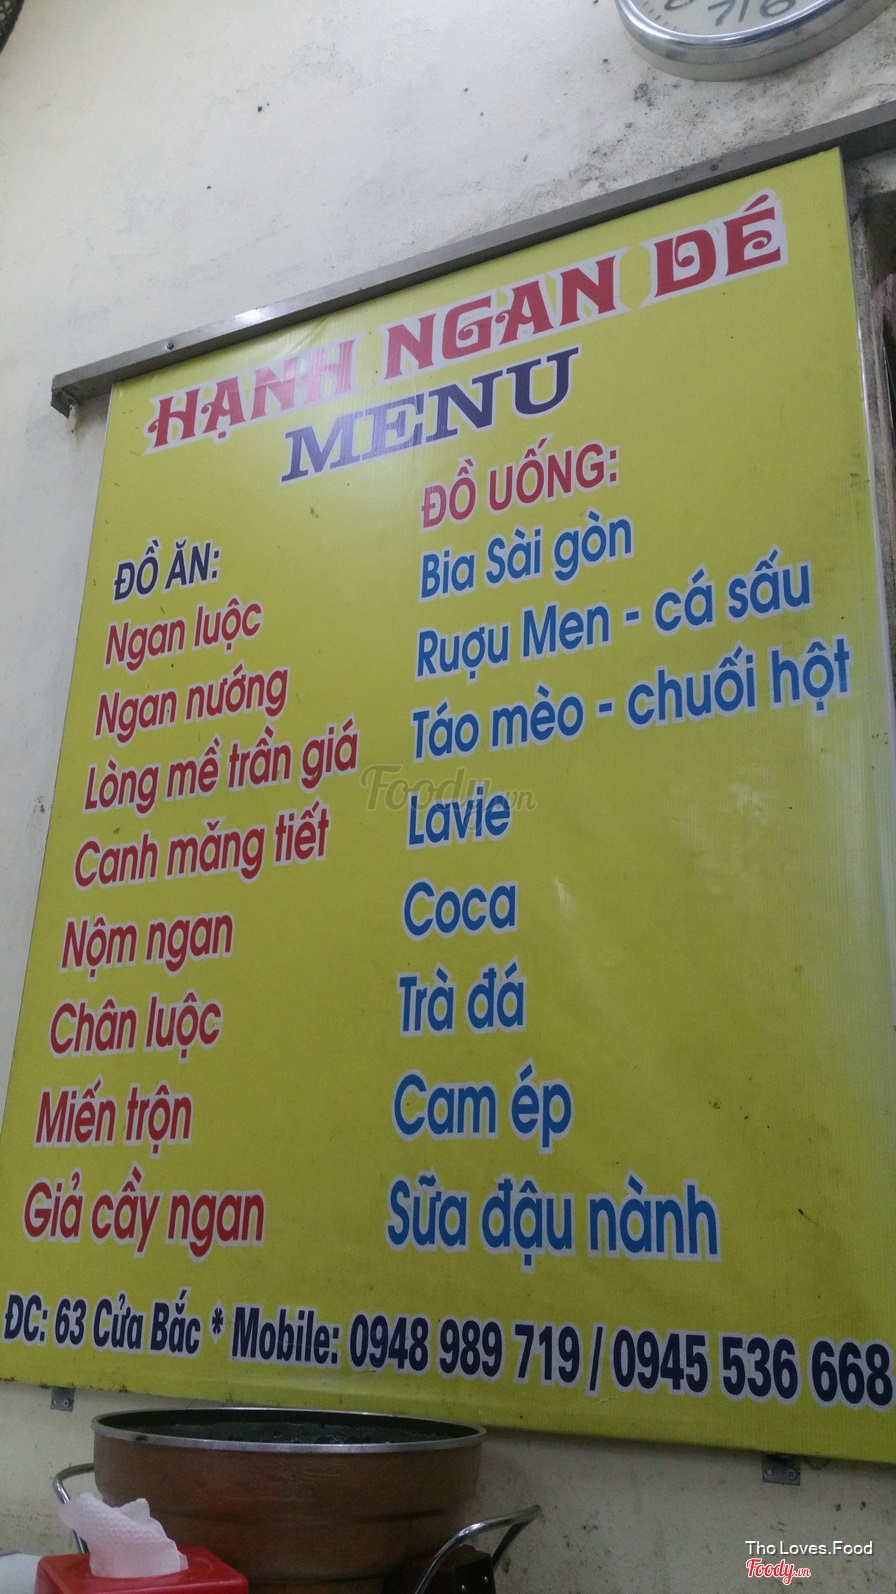 HẠNH NGAN DÉ
MENU
ĐỒ ĂN:
Ngan luộc
Ngan nướng
Lòng mề trần giá
Canh măng tiết
Nộm ngan
Chân luộc
Miến trộn
Giả cầy ngan
ĐỒ UỐNG:
Bia Sài gòn
Rượu Men - cá sấu
Táo mèo - chuối hột
Lavie
Coca
Trà đá
Cam ép
Sữa đậu nành
ĐC: 63 Cửa Bắc * Mobile: 0948 989 719 / 0945 536 668
Foody.vn
Tho Loves.Food
Foody.vn